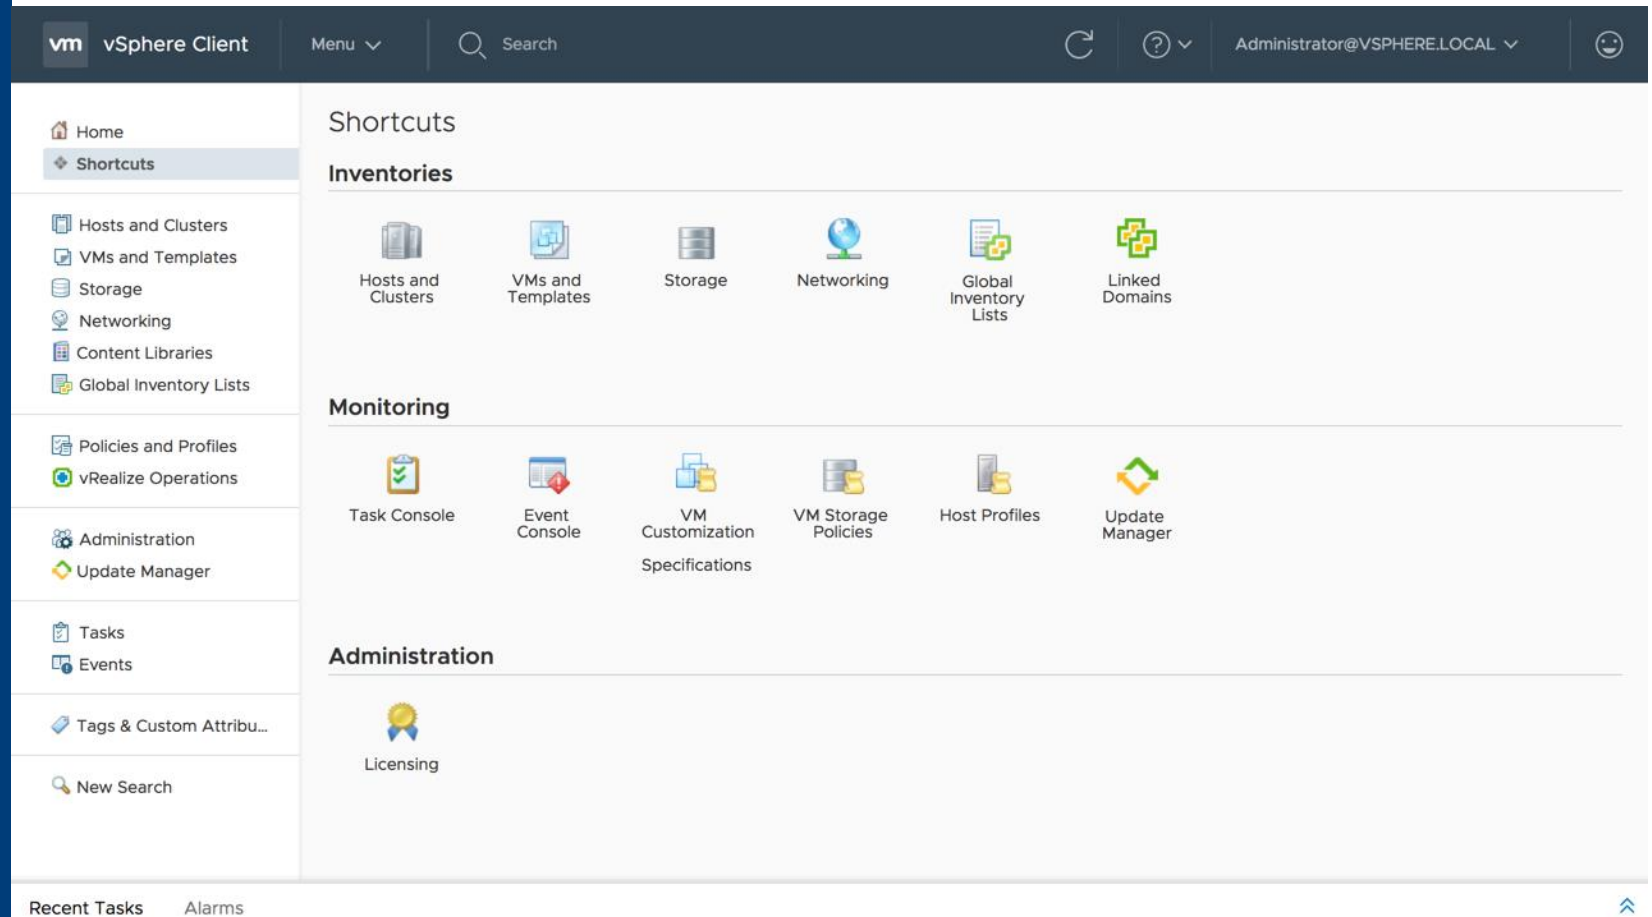 vm vSphere Client Menu Search Administrator@VSPHERE.LOCAL
Home
Shortcuts
Hosts and Clusters
VMs and Templates
Storage
Networking
Content Libraries
Global Inventory Lists
Policies and Profiles
vRealize Operations
Administration
Update Manager
Tasks
Events
Tags & Custom Attribu...
New Search
Shortcuts
Inventories
Hosts and
Clusters
VMs and
Templates
Storage
Networking
Global
Inventory
Lists
Linked
Domains
Monitoring
Task Console
Event
Console
VM
Customization
Specifications
VM Storage
Policies
Host Profiles
Update
Manager
Administration
Licensing
Recent Tasks Alarms